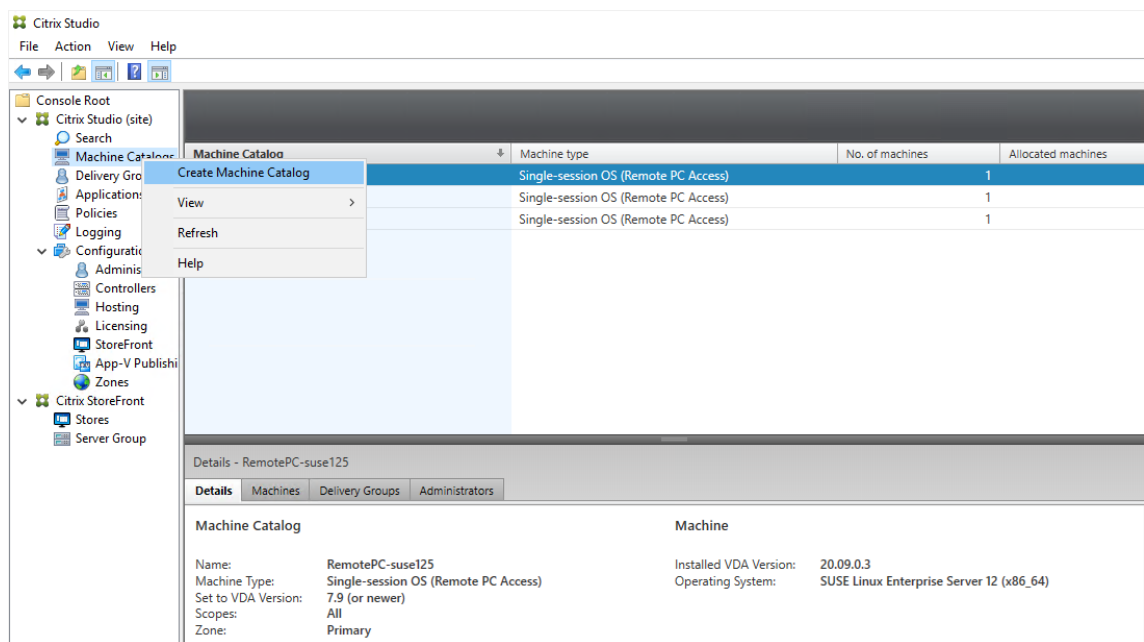 Citrix Studio
File Action View Help
Console Root
Citrix Studio (site)
Search
Machine Catalogs
Delivery Gro
Applications
Policies
Logging
Configuratio
Adminis
Controllers
Hosting
Licensing
StoreFront
App-V Publishi
Zones
Citrix StoreFront
Stores
Server Group
Create Machine Catalog
View
Refresh
Help
Machine Catalog Machine type No. of machines Allocated machines
Single-session OS (Remote PC Access) 1
Single-session OS (Remote PC Access) 1
Single-session OS (Remote PC Access) 1
Details - RemotePC-suse125
Details Machines Delivery Groups Administrators
Machine Catalog
Name: RemotePC-suse125
Machine Type: Single-session OS (Remote PC Access)
Set to VDA Version: 7.9 (or newer)
Scopes: All
Zone: Primary
Machine
Installed VDA Version: 20.09.0.3
Operating System: SUSE Linux Enterprise Server 12 (x86_64)